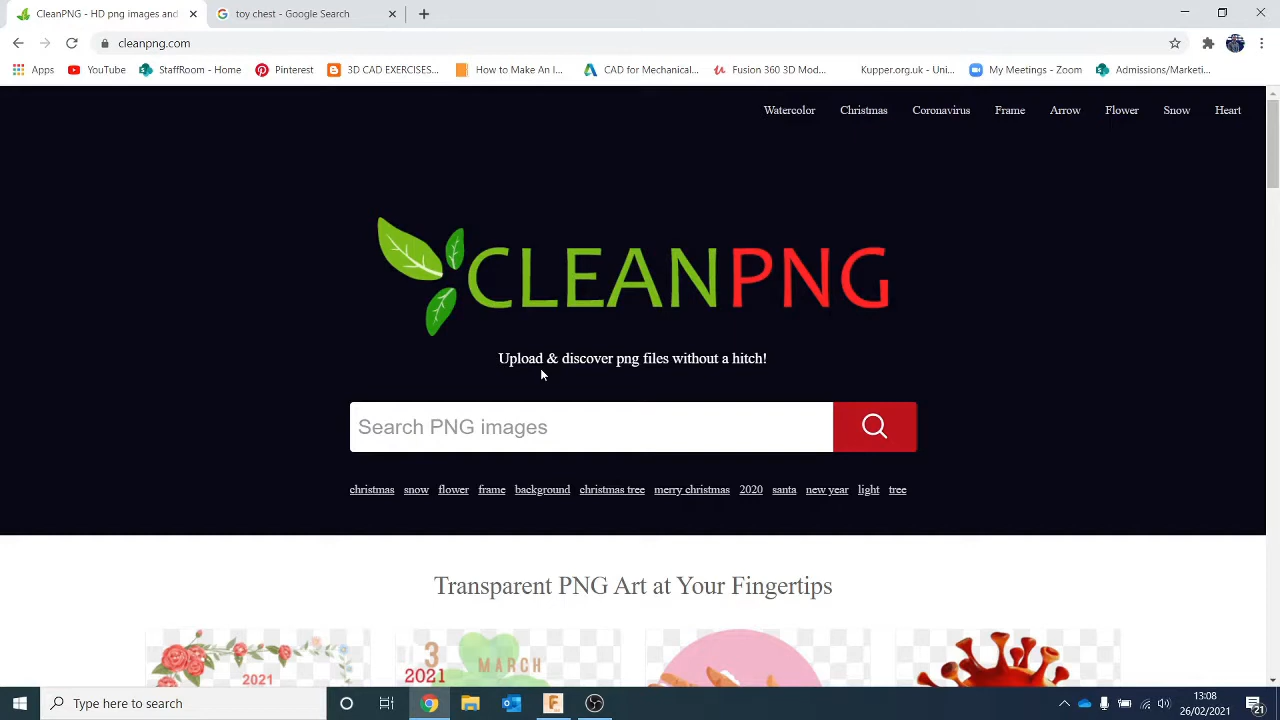 CleanPNG - HD png images and
toy chest - Google Search
cleanpng.com
Apps
YouTube
StaffRoom - Home
Pinterest
3D CAD EXERCISES...
How to Make an I...
CAD for Mechanical...
Fusion 360 3D Mod...
Kupper.org.uk - Uni...
My Meetings - Zoom
Admissions/Marketi...
Watercolor
Christmas
Coronavirus
Frame
Arrow
Flower
Snow
Heart
CLEANPNG
Upload & discover png files without a hitch!
Search PNG images
christmas snow flower frame background christmas tree merry christmas 2020 santa new year light tree
Transparent PNG Art at Your Fingertips
2021
3
MARCH
2021
Type here to search
13:08
26/02/2021
21